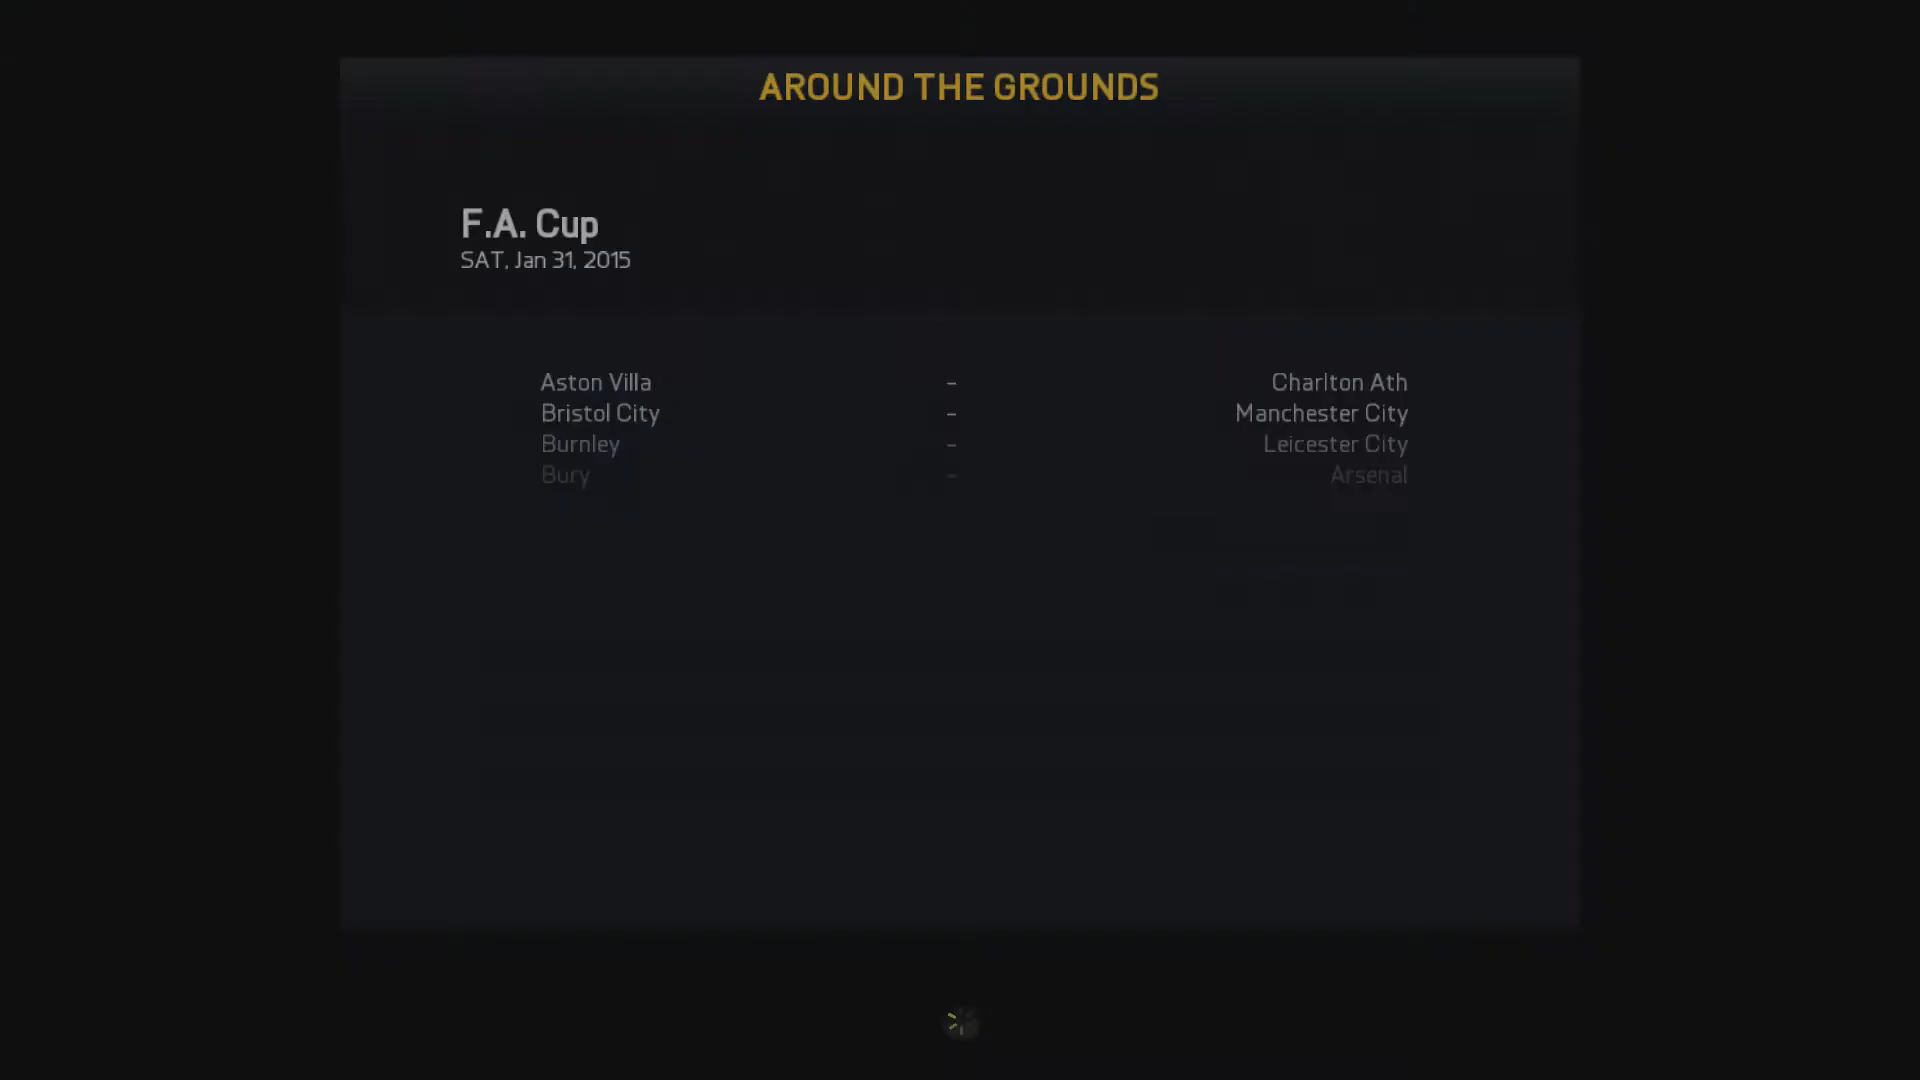 AROUND THE GROUNDS
F.A. Cup
SAT, Jan 31, 2015
Aston Villa - Charlton Ath
Bristol City - Manchester City
Burnley - Leicester City
Bury - Arsenal